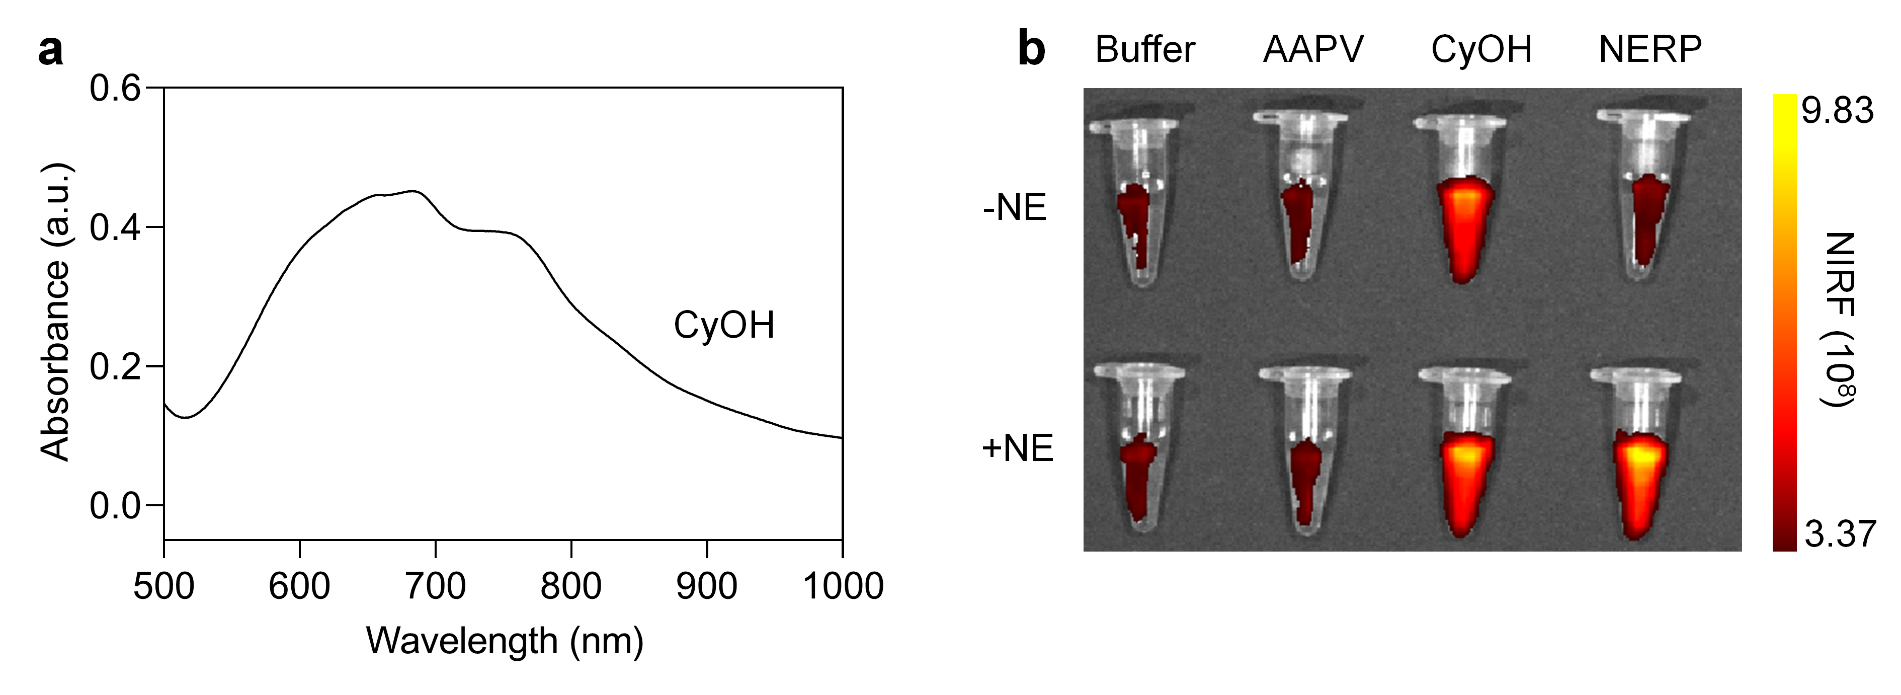 a
0.6
0.4
0.2
0.0
Absorbance (a.u.)
CyOH
500 600 700 800 900 1000
Wavelength (nm)
b
Buffer AAPV CyOH NERP
-NE
+NE
9.83
NIRF (10⁸)
3.37